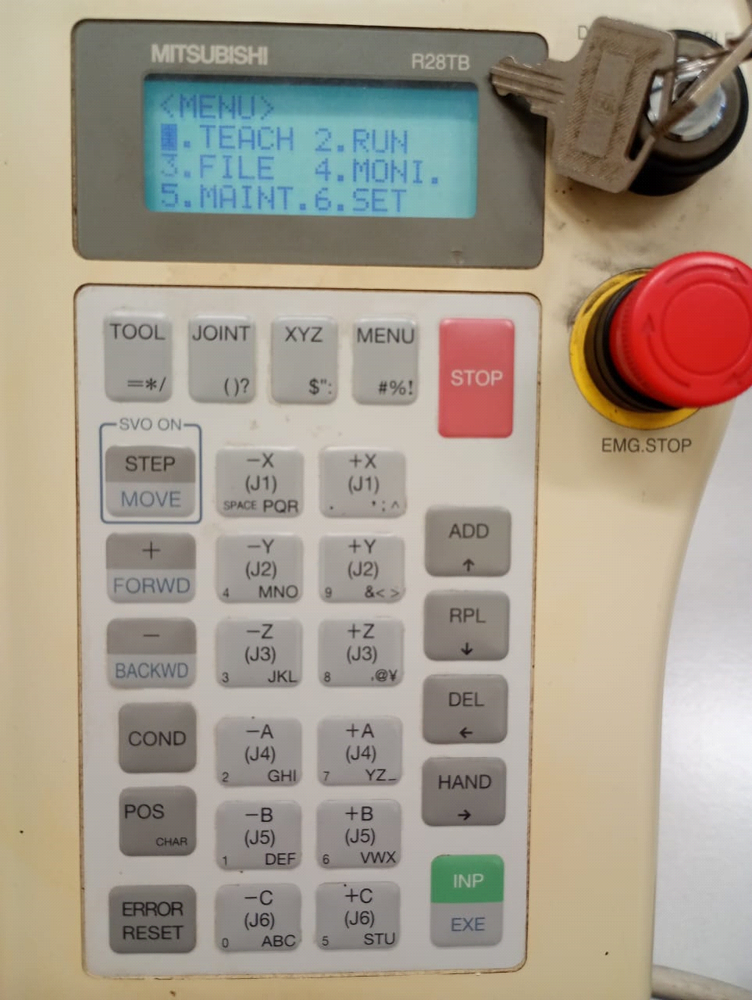 MITSUBISHI
R28TB
<MENU>
1.TEACH 2.RUN
3.FILE 4.MONI.
5.MAINT.6.SET
TOOL
=*/
JOINT
()?
XYZ
$":
MENU
#%!
STOP
EMG.STOP
SVO ON
STEP
MOVE
−X
(J1)
SPACE PQR
+X
(J1)
. ';^
ADD
↑
+
FORWD
−Y
(J2)
4 MNO
+Y
(J2)
9 &< >
RPL
↓
−
BACKWD
−Z
(J3)
3 JKL
+Z
(J3)
8 ,@¥
DEL
←
COND
−A
(J4)
2 GHI
+A
(J4)
7 YZ_
HAND
→
POS
CHAR
−B
(J5)
1 DEF
+B
(J5)
6 VWX
INP
EXE
ERROR
RESET
−C
(J6)
0 ABC
+C
(J6)
5 STU